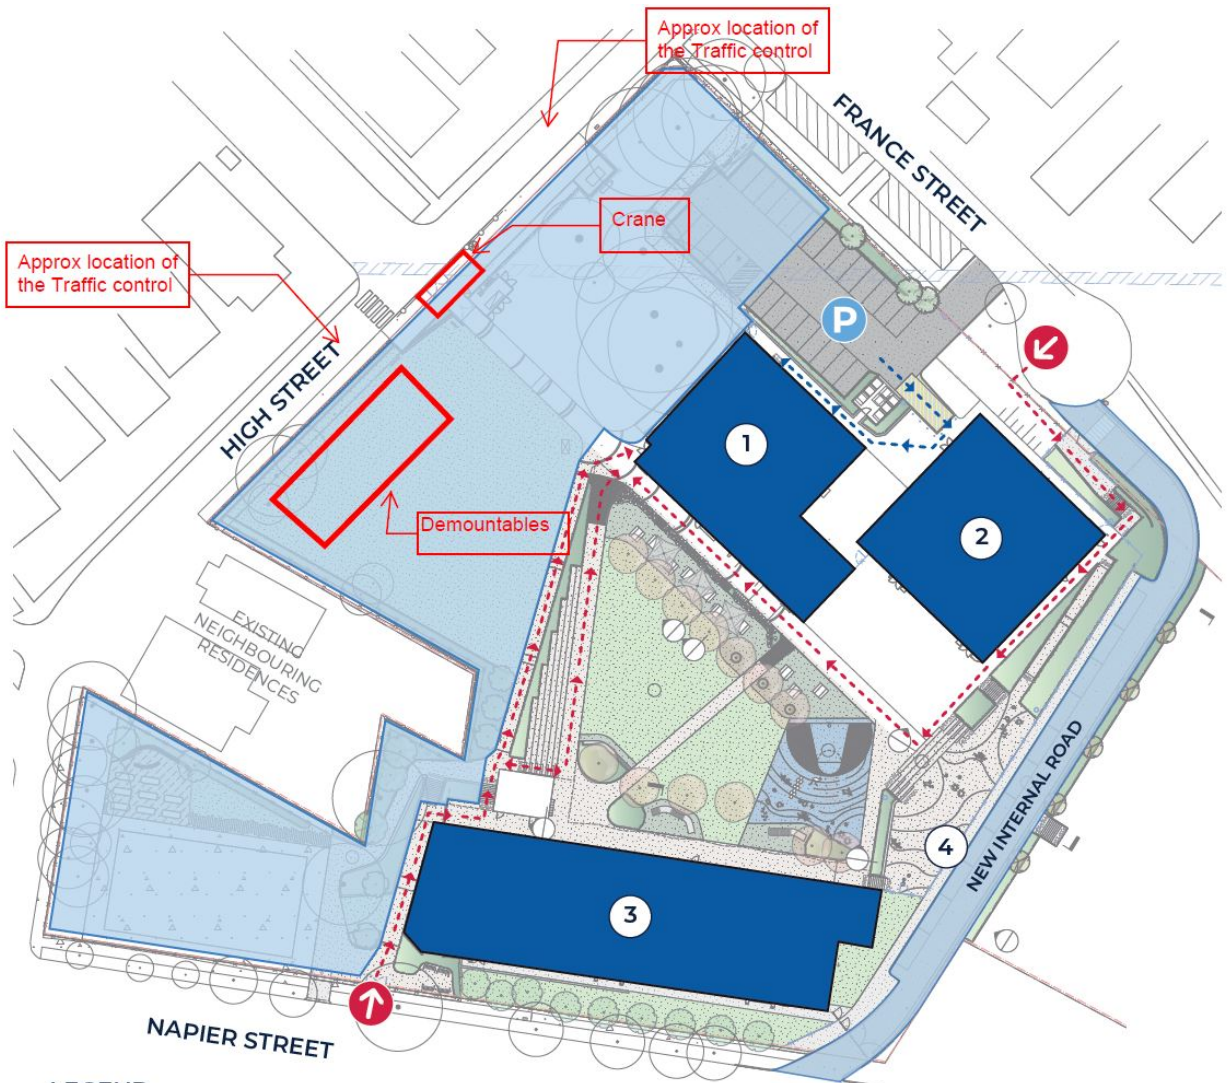 Approx location of
the Traffic control
FRANCE STREET
Crane
Approx location of
the Traffic control
P
HIGH STREET
1
2
Demountables
EXISTING
NEIGHBOURING
RESIDENCES
NEW INTERNAL ROAD
4
3
NAPIER STREET